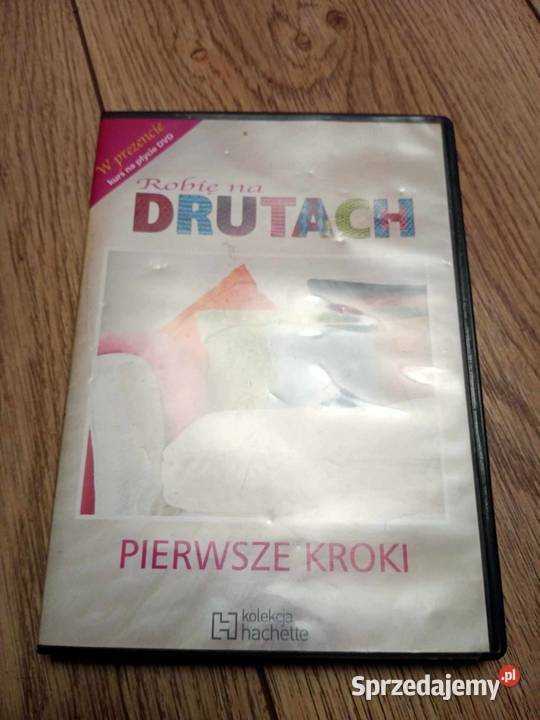 W prezencie
kurs na płycie DVD
Robię na
DRUTACH
PIERWSZE KROKI
kolekcja
hachette
Sprzedajemy.pl